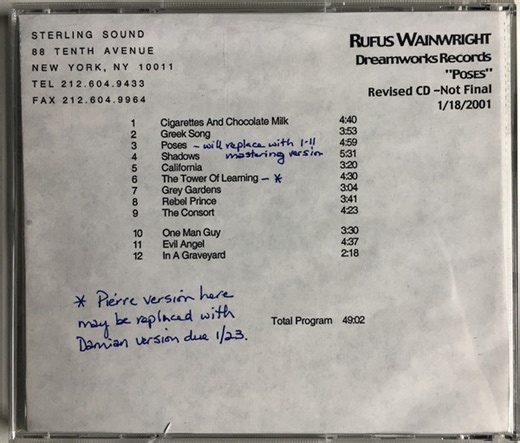 STERLING SOUND
88 TENTH AVENUE
NEW YORK, NY 10011
TEL 212.604.9433
FAX 212.604.9964
RUFUS WAINWRIGHT
Dreamworks Records
"POSES"
Revised CD -Not Final
1/18/2001
1 Cigarettes And Chocolate Milk 4:40
2 Greek Song 3:53
3 Poses - will replace with 1-11 4:59
4 Shadows mastering version 5:31
5 California 3:20
6 The Tower Of Learning - * 4:30
7 Grey Gardens 3:04
8 Rebel Prince 3:41
9 The Consort 4:23
10 One Man Guy 3:30
11 Evil Angel 4:37
12 In A Graveyard 2:18
* Pierre version here
may be replaced with
Damian version due 1/23.
Total Program 49:02